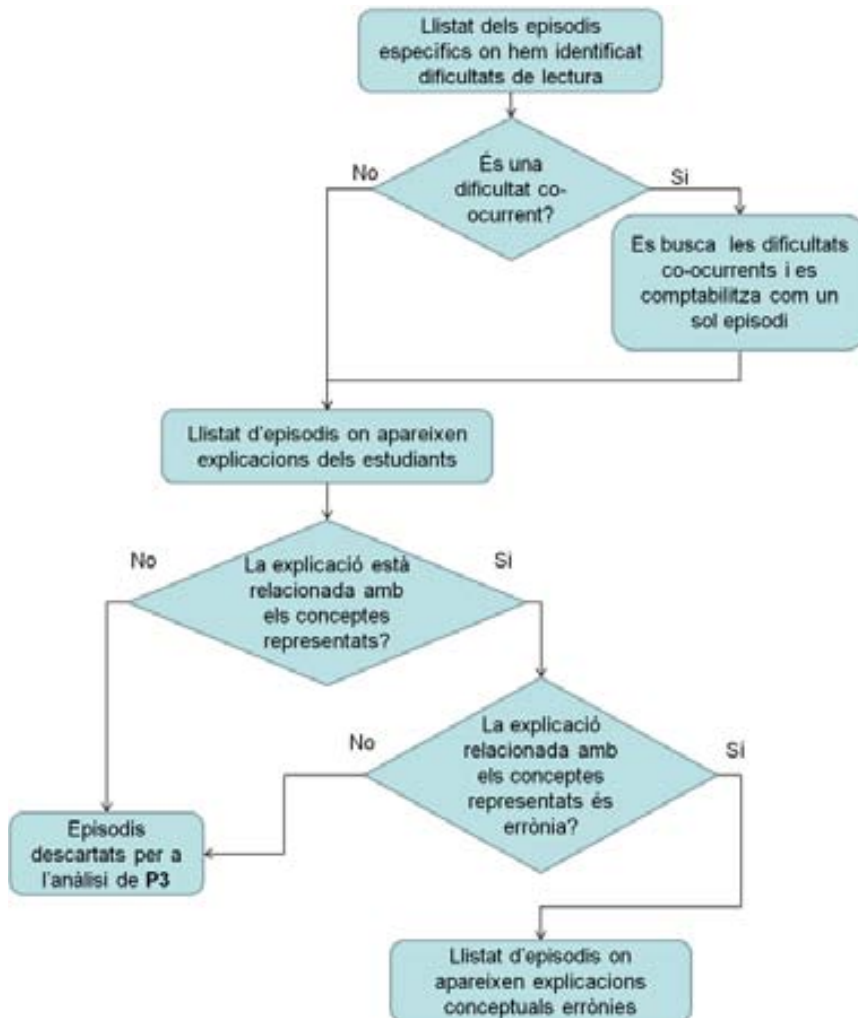 Llistat dels episodis
específics on hem identificat
dificultats de lectura
És una
dificultat co-
ocurrent?
No
Si
Es busca les dificultats
co-ocurrents i es
comptabilitza com un
sol episodi
Llistat d'episodis on apareixen
explicacions dels estudiants
No
Sí
La explicació està
relacionada amb
els conceptes
representats?
No
Sí
La explicació
relacionada amb
els conceptes
representats és
errònia?
Episodis
descartats per a
l'anàlisi de P3
Llistat d'episodis on
apareixen explicacions
conceptuals errònies